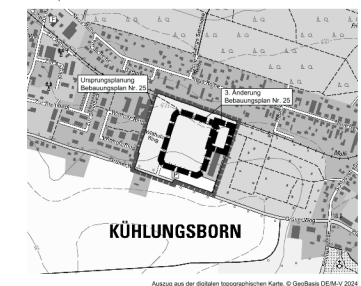 Ursprungsplanung
Bebauungsplan Nr. 25
3. Änderung
Bebauungsplan Nr. 25
KÜHLUNGSBORN
Auszug aus der digitalen topographischen Karte. © GeoBasis DE/M-V 2024